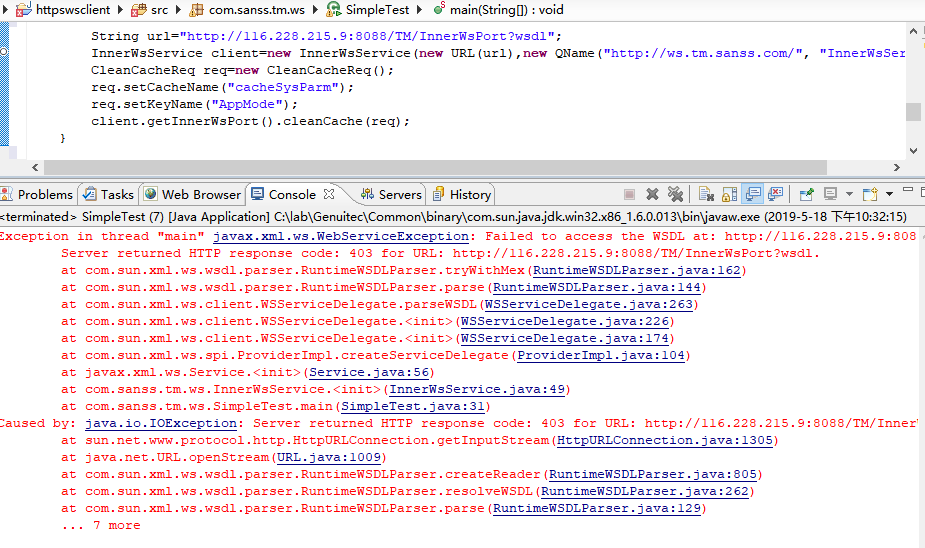 httpswsclient src com.sanss.tm.ws SimpleTest main(String[]) : void
String url="http://116.228.215.9:8088/TM/InnerWsPort?wsdl";
InnerWsService client=new InnerWsService(new URL(url),new QName("http://ws.tm.sanss.com/", "InnerWsSer
CleanCacheReq req=new CleanCacheReq();
req.setCacheName("cacheSysParm");
req.setKeyName("AppMode");
client.getInnerWsPort().cleanCache(req);
}
Problems Tasks Web Browser Console Servers History
<terminated> SimpleTest (7) [Java Application] C:\lab\Genuitec\Common\binary\com.sun.java.jdk.win32.x86_1.6.0.013\bin\javaw.exe (2019-5-18 下午10:32:15)
Exception in thread "main" javax.xml.ws.WebServiceException: Failed to access the WSDL at: http://116.228.215.9:808
Server returned HTTP response code: 403 for URL: http://116.228.215.9:8088/TM/InnerWsPort?wsdl.
at com.sun.xml.ws.wsdl.parser.RuntimeWSDLParser.tryWithMex(RuntimeWSDLParser.java:162)
at com.sun.xml.ws.wsdl.parser.RuntimeWSDLParser.parse(RuntimeWSDLParser.java:144)
at com.sun.xml.ws.client.WSServiceDelegate.parseWSDL(WSServiceDelegate.java:263)
at com.sun.xml.ws.client.WSServiceDelegate.<init>(WSServiceDelegate.java:226)
at com.sun.xml.ws.client.WSServiceDelegate.<init>(WSServiceDelegate.java:174)
at com.sun.xml.ws.spi.ProviderImpl.createServiceDelegate(ProviderImpl.java:104)
at javax.xml.ws.Service.<init>(Service.java:56)
at com.sanss.tm.ws.InnerWsService.<init>(InnerWsService.java:49)
at com.sanss.tm.ws.SimpleTest.main(SimpleTest.java:31)
Caused by: java.io.IOException: Server returned HTTP response code: 403 for URL: http://116.228.215.9:8088/TM/Inner
at sun.net.www.protocol.http.HttpURLConnection.getInputStream(HttpURLConnection.java:1305)
at java.net.URL.openStream(URL.java:1009)
at com.sun.xml.ws.wsdl.parser.RuntimeWSDLParser.createReader(RuntimeWSDLParser.java:805)
at com.sun.xml.ws.wsdl.parser.RuntimeWSDLParser.resolveWSDL(RuntimeWSDLParser.java:262)
at com.sun.xml.ws.wsdl.parser.RuntimeWSDLParser.parse(RuntimeWSDLParser.java:129)
... 7 more